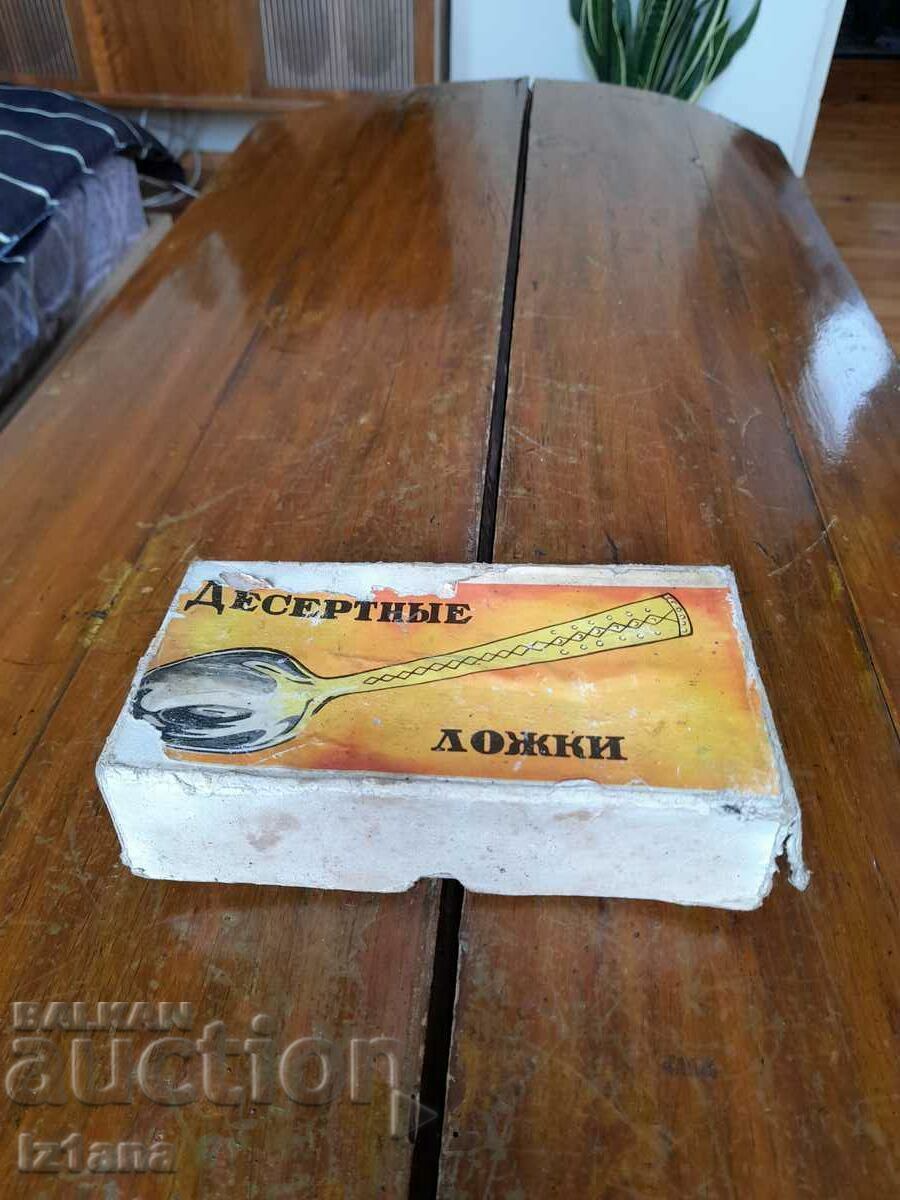 Десертные
ложки
BALKAN
auction
iz1ana